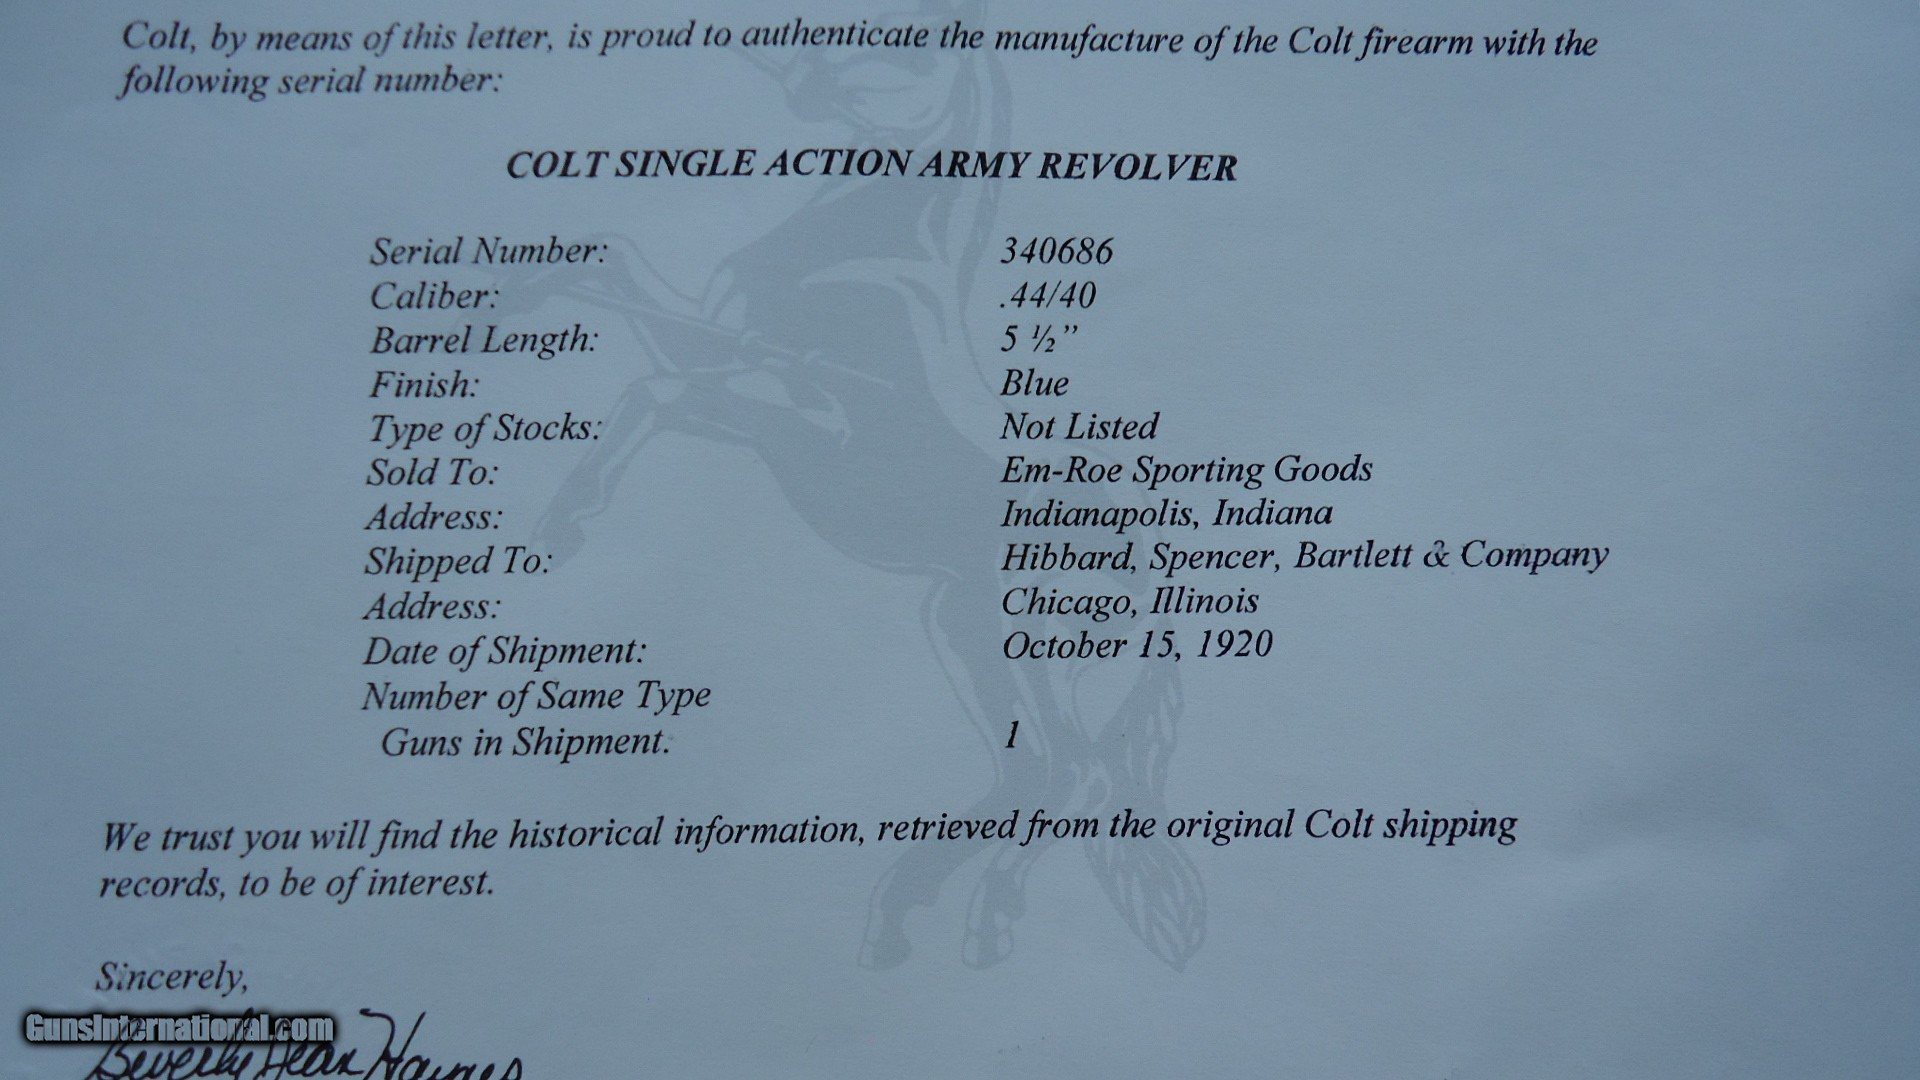 Colt, by means of this letter, is proud to authenticate the manufacture of the Colt firearm with the
following serial number:
COLT SINGLE ACTION ARMY REVOLVER
Serial Number: 340686
Caliber: .44/40
Barrel Length: 5 ½”
Finish: Blue
Type of Stocks: Not Listed
Sold To: Em-Roe Sporting Goods
Address: Indianapolis, Indiana
Shipped To: Hibbard, Spencer, Bartlett & Company
Address: Chicago, Illinois
Date of Shipment: October 15, 1920
Number of Same Type
Guns in Shipment. 1
We trust you will find the historical information, retrieved from the original Colt shipping
records, to be of interest.
Sincerely,
GunsInternational.com
Beverly Jean Haynes